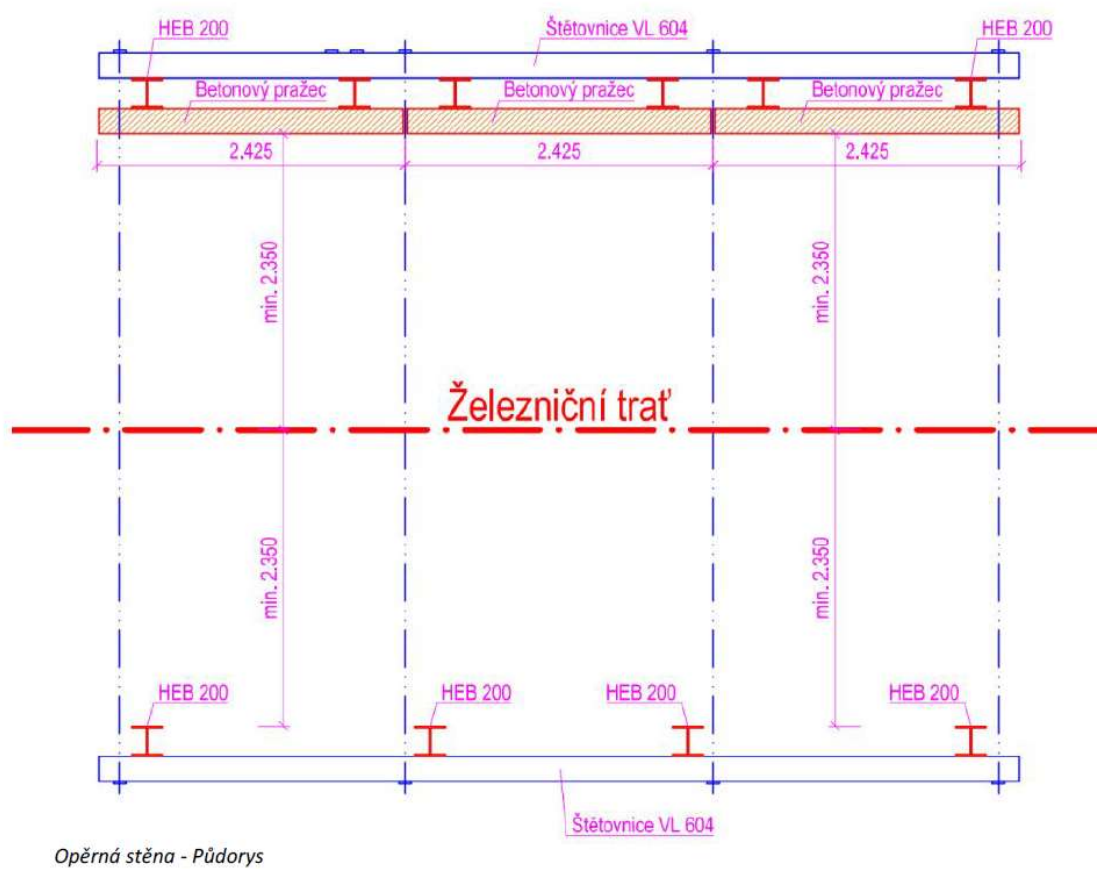 HEB 200
Štětovnice VL 604
HEB 200
Betonový pražec
Betonový pražec
Betonový pražec
2.425
2.425
2.425
min. 2.350
min. 2.350
Železniční trať
min. 2.350
min. 2.350
HEB 200
HEB 200
HEB 200
HEB 200
Štětovnice VL 604
Opěrná stěna - Půdorys